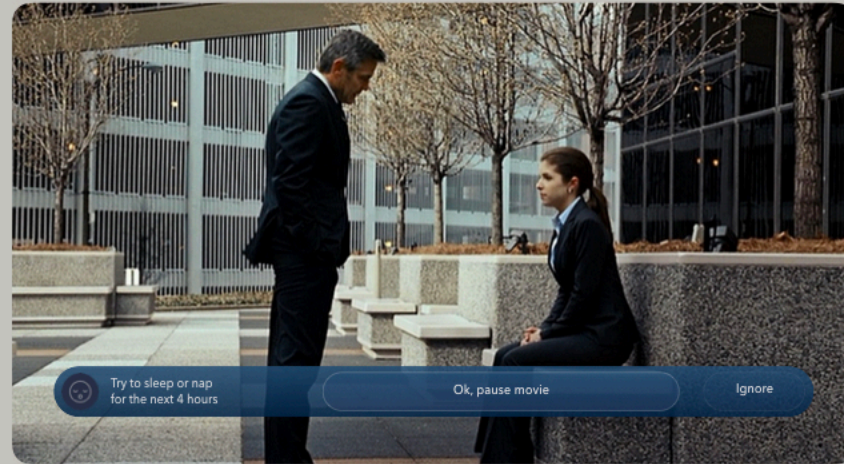 Try to sleep or nap
for the next 4 hours
Ok, pause movie
Ignore